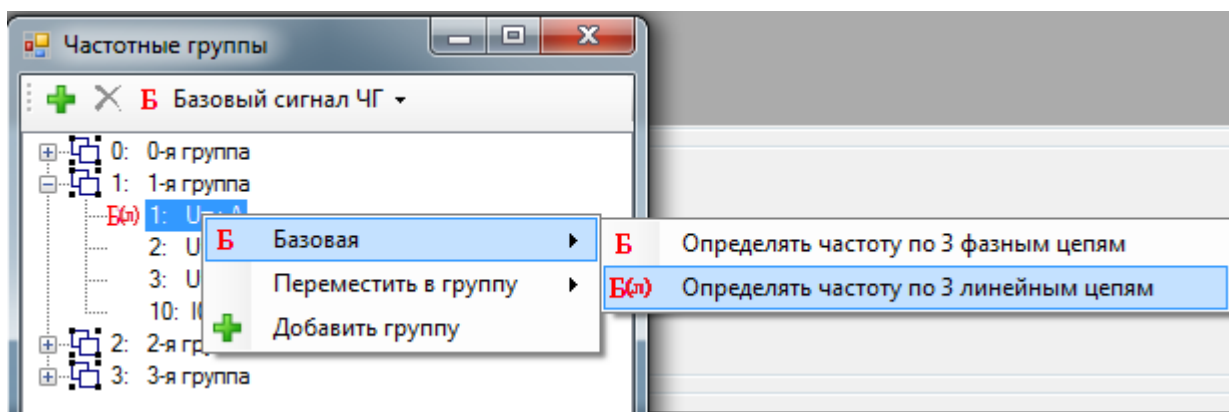 Частотные группы
Б Базовый сигнал ЧГ
0: 0-я группа
1: 1-я группа
Б(л) 1:
2:
3:
10:
2: 2-я
3: 3-я группа
Б Базовая
Переместить в группу
Добавить группу
Б Определять частоту по 3 фазным цепям
Б(л) Определять частоту по 3 линейным цепям